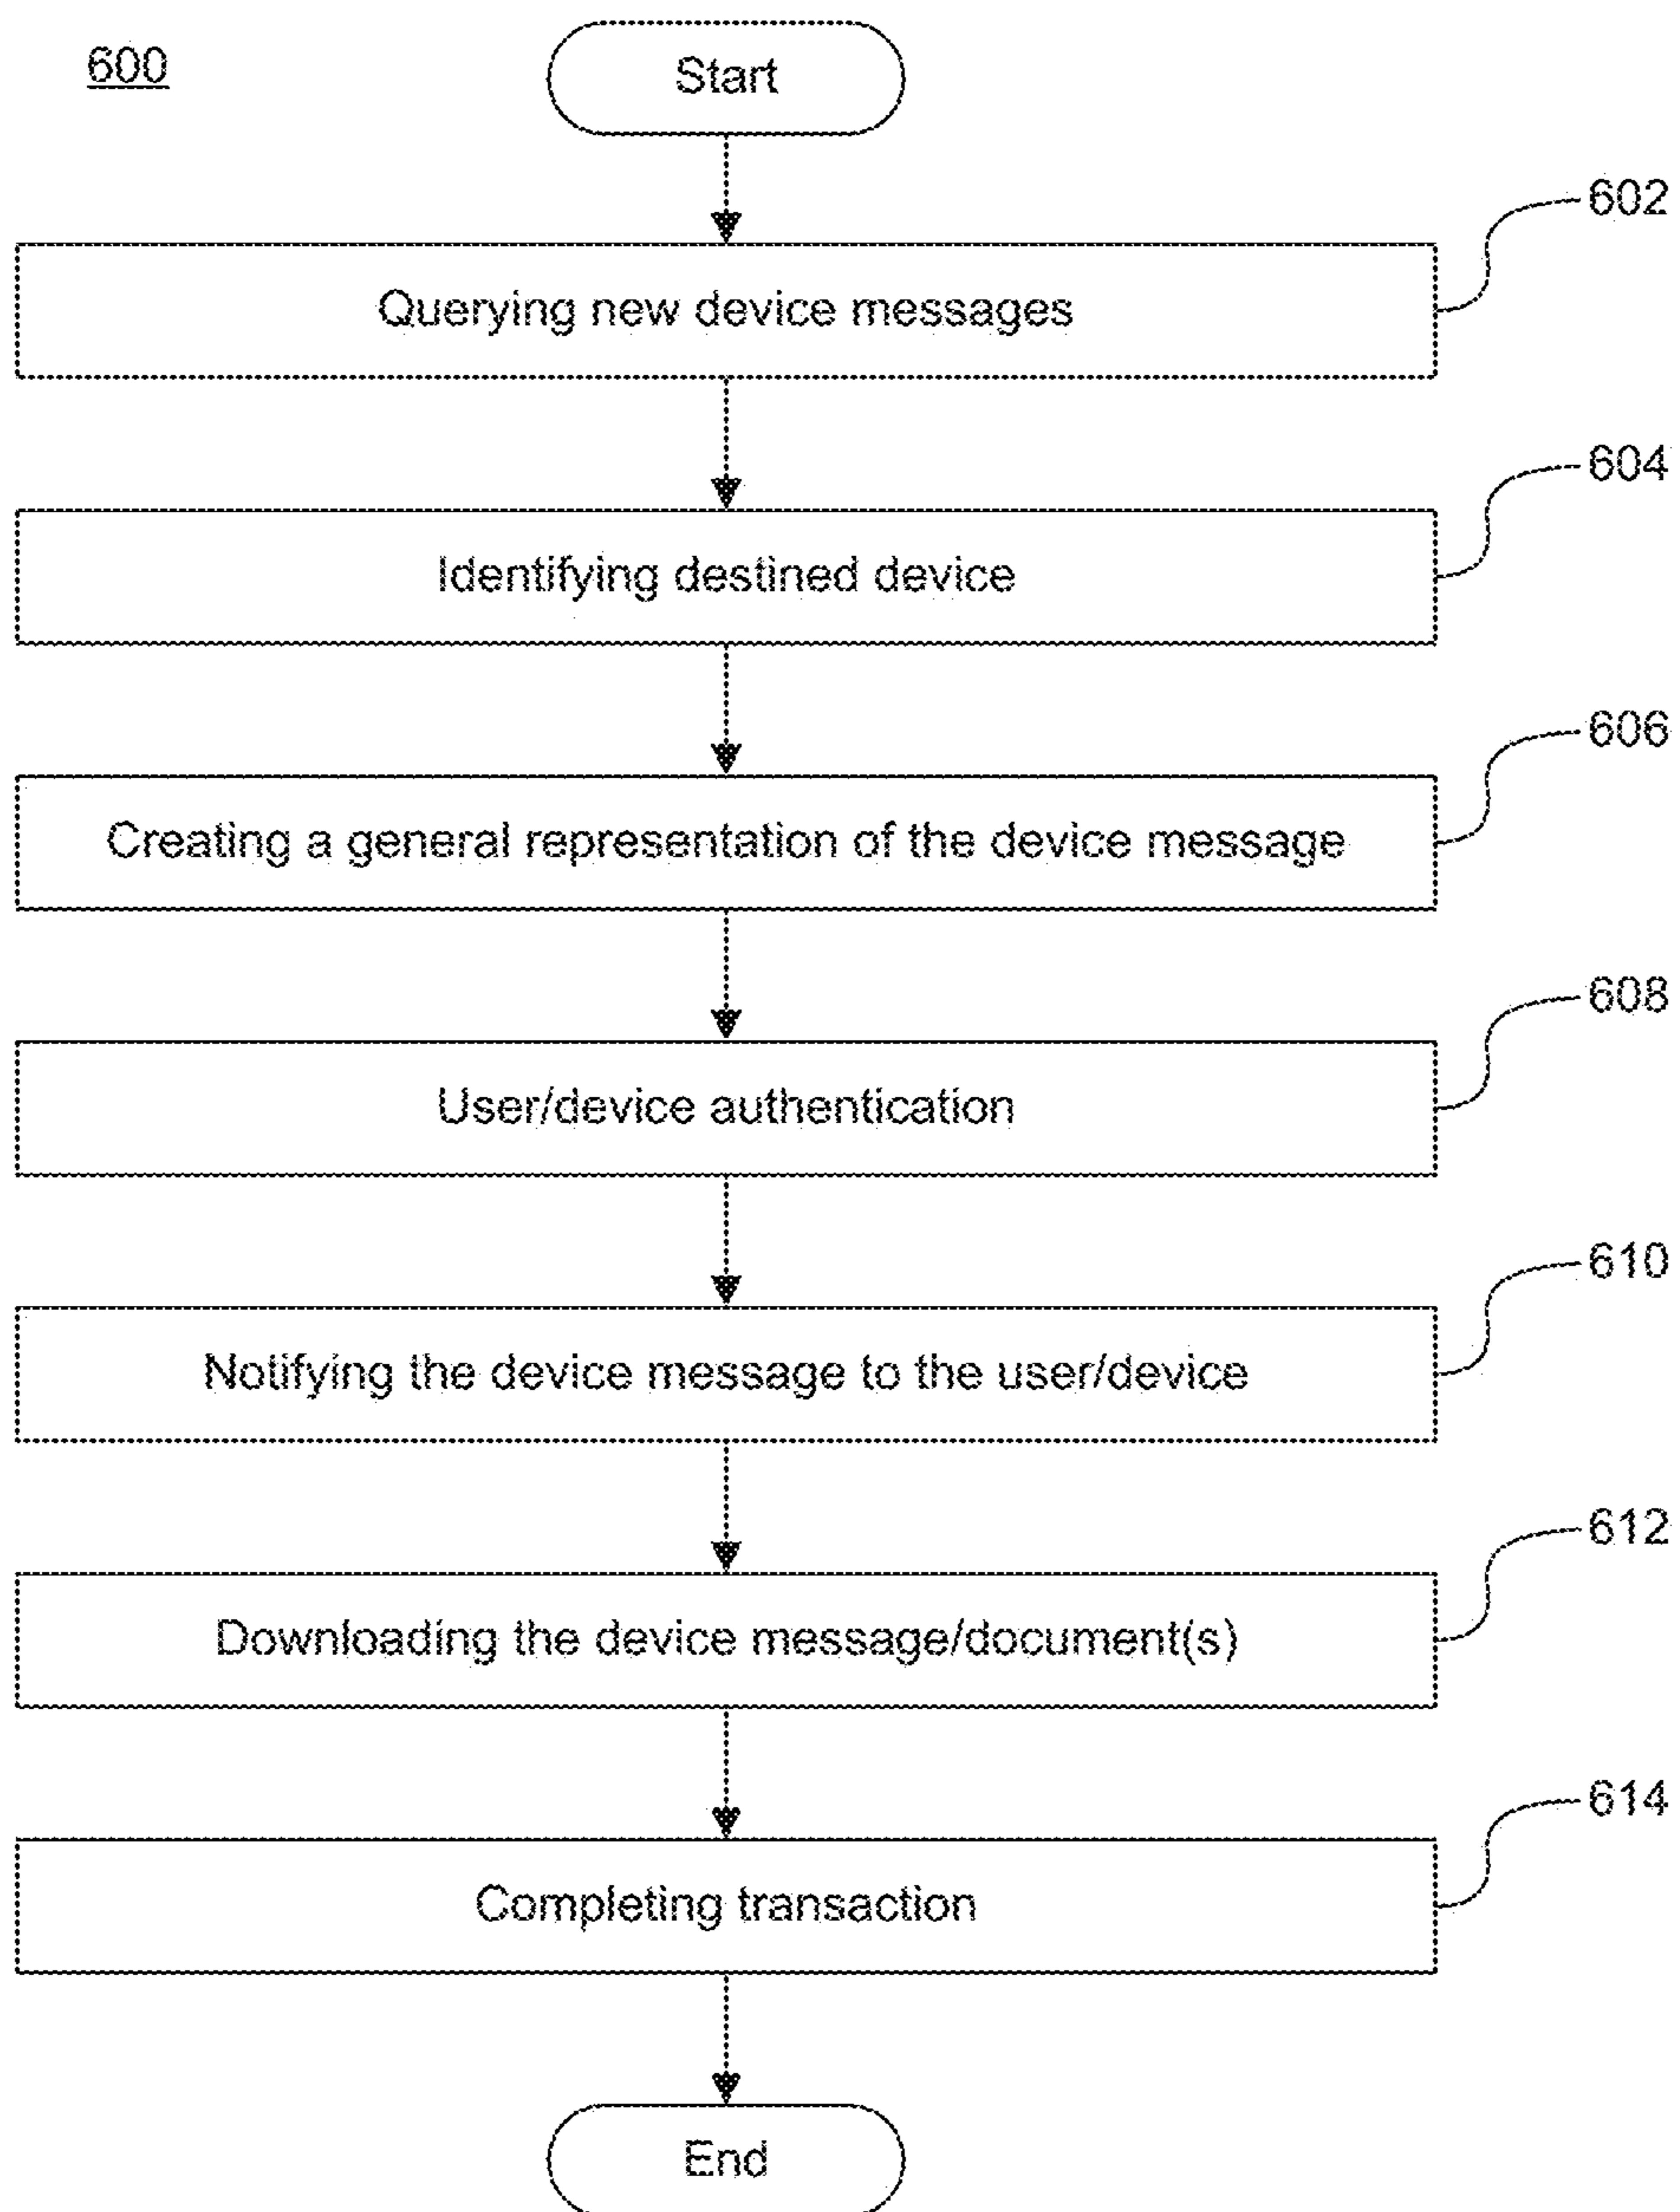 600
Start
602
Querying new device messages
604
Identifying destined device
606
Creating a general representation of the device message
608
User/device authentication
610
Notifying the device message to the user/device
612
Downloading the device message/document(s)
614
Completing transaction
End